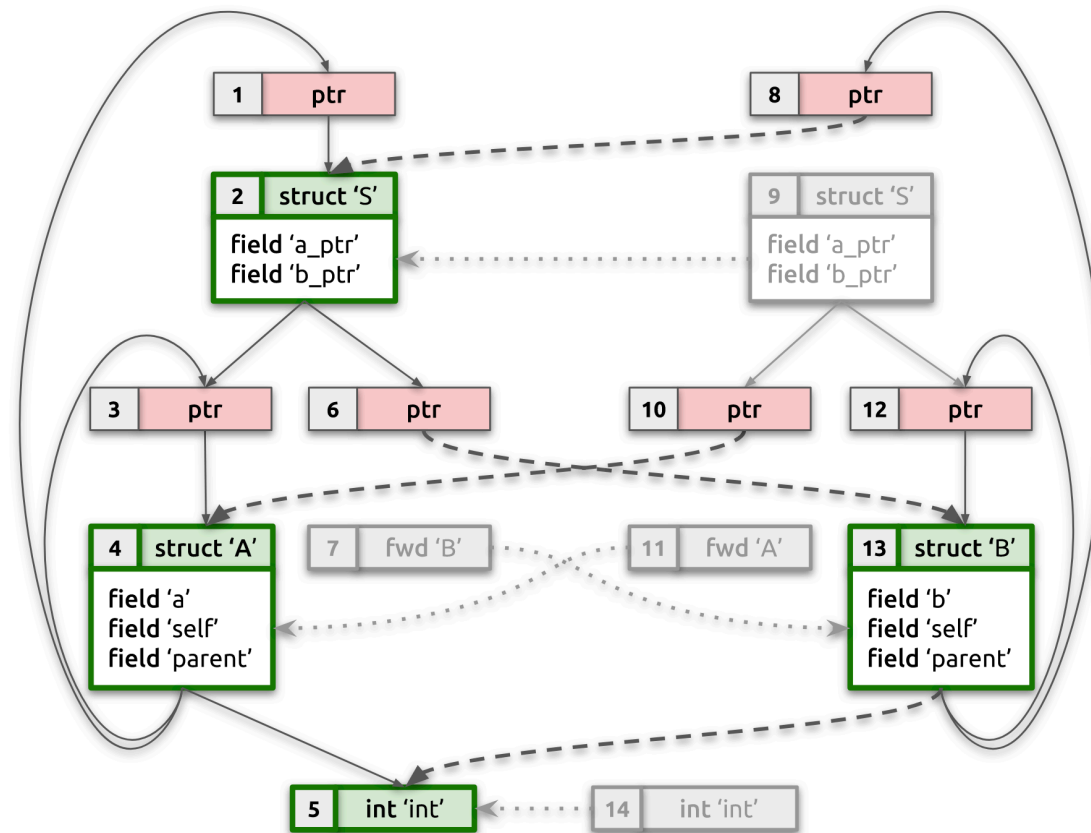 1 ptr
8 ptr
2 struct ‘S’
field ‘a_ptr’
field ‘b_ptr’
9 struct ‘S’
field ‘a_ptr’
field ‘b_ptr’
3 ptr
6 ptr
10 ptr
12 ptr
4 struct ‘A’
field ‘a’
field ‘self’
field ‘parent’
7 fwd ‘B’
11 fwd ‘A’
13 struct ‘B’
field ‘b’
field ‘self’
field ‘parent’
5 int ‘int’
14 int ‘int’